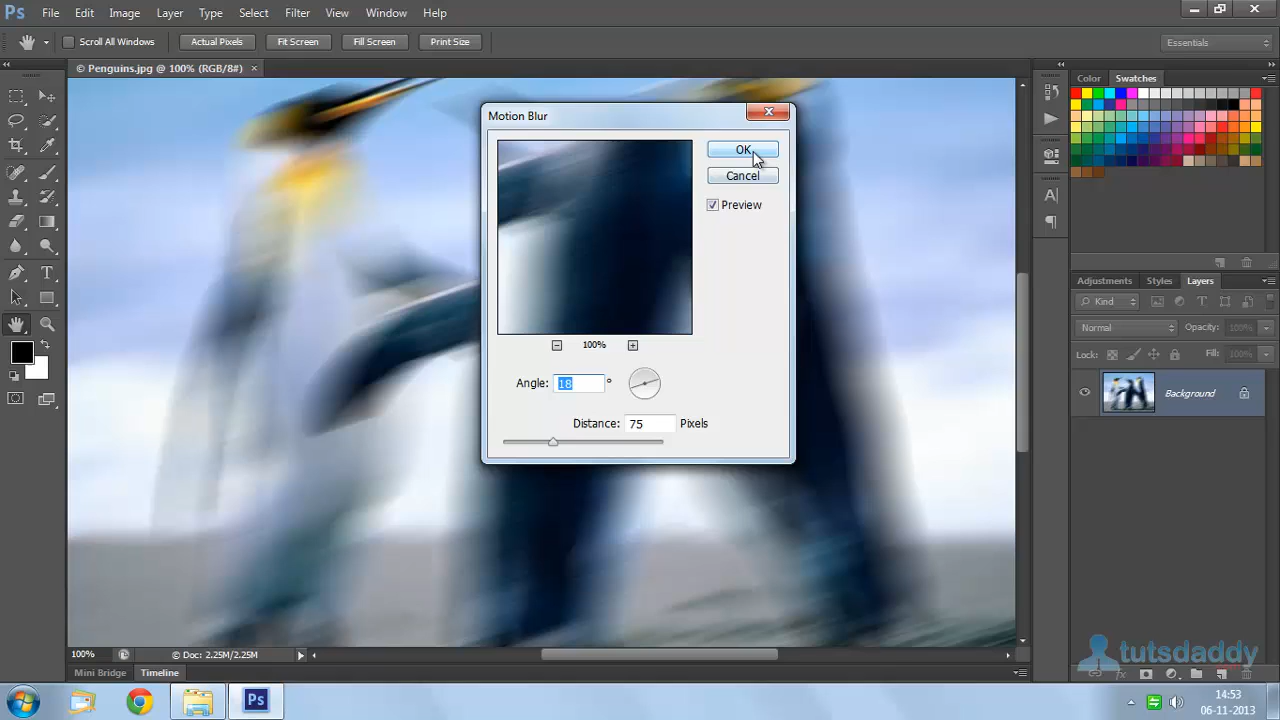 Ps File Edit Image Layer Type Select Filter View Window Help
Scroll All Windows Actual Pixels Fit Screen Fill Screen Print Size Essentials
© Penguins.jpg @ 100% (RGB/8#) ×
Color Swatches
Motion Blur
OK
Cancel
Preview
100%
Angle: 18 °
Distance: 75 Pixels
Adjustments Styles Layers
Kind
Normal Opacity: 100%
Lock: Fill: 100%
Background
tutsdaddy
100% © Doc: 2.25M/2.25M
Mini Bridge Timeline
Ps
14:53
06-11-2013